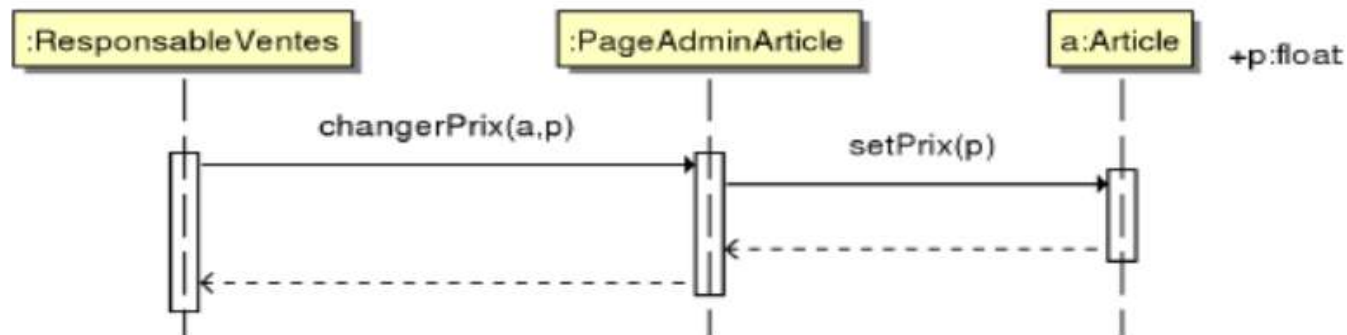 :ResponsableVentes
:PageAdminArticle
a:Article
+p:float
changerPrix(a,p)
setPrix(p)